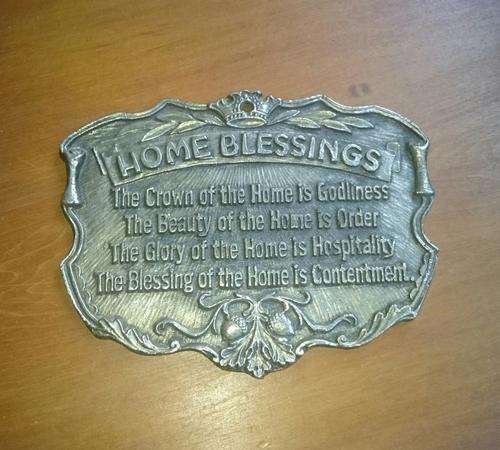 HOME BLESSINGS
The Crown of the Home is Godliness
The Beauty of the Home is Order
The Glory of the Home is Hospitality
The Blessing of the Home is Contentment.